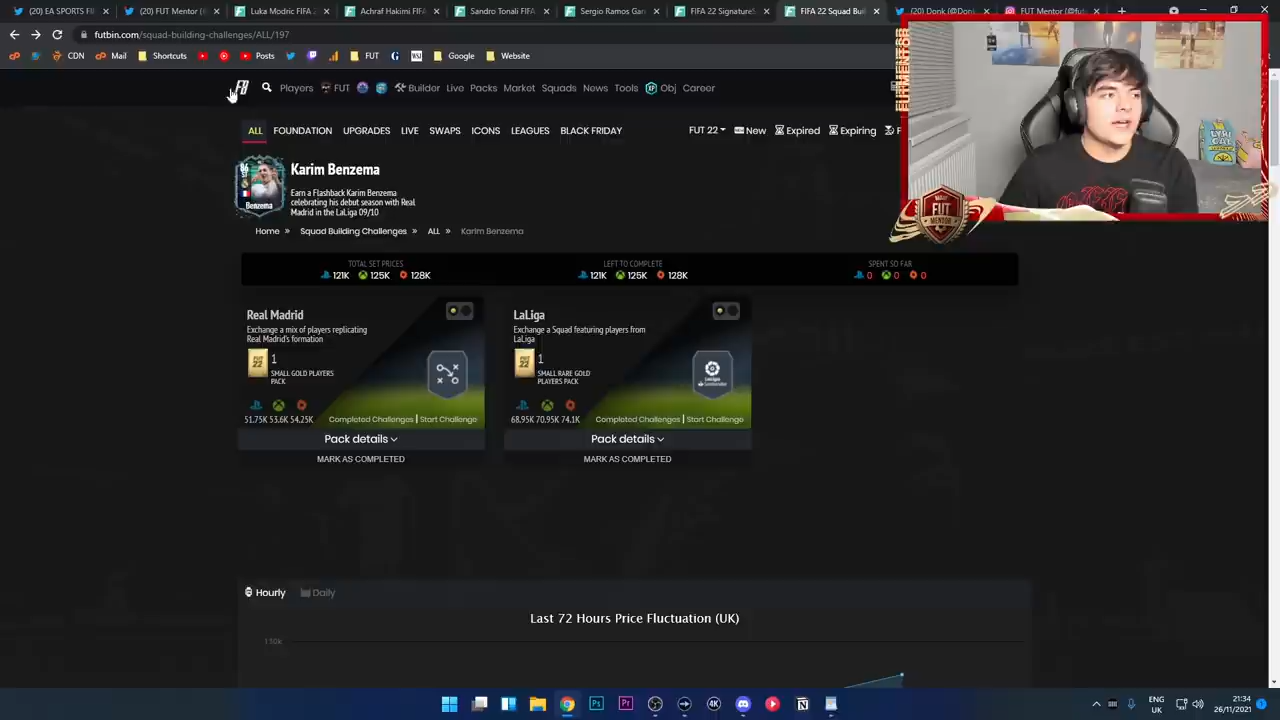 (20) EA SPORTS FI
(20) FUT Mentor (@
Luka Modric FIFA
Achraf Hakimi FIFA
Sandro Tonali FIFA
Sergio Ramos Gar
FIFA 22 Signature
FIFA 22 Squad Bui
(20) Donk (@D
FUT Mentor (@fu
futbin.com/squad-building-challenges/ALL/197
CDN
Mail
Shortcuts
Posts
Google
Website
Players
FUT
Builder
Live
Packs
Market
Squads
News
Tools
Obj
Career
ALL
FOUNDATION
UPGRADES
LIVE
SWAPS
ICONS
LEAGUES
BLACK FRIDAY
FUT 22
New
Expired
Expiring
FUTMENTOR
LYRI
CAL
FUT
MENTOR
Benzema
Karim Benzema
Earn a Flashback Karim Benzema
celebrating his debut season with Real
Madrid in the LaLiga 09/10
Home » Squad Building Challenges » ALL » Karim Benzema
TOTAL SET PRICES
121K 125K 128K
LEFT TO COMPLETE
121K 125K 128K
SPENT SO FAR
0 0 0
Real Madrid
Exchange a mix of players replicating
Real Madrid's formation
1
SMALL GOLD PLAYERS
PACK
51.75K 53.6K 54.25K
Completed Challenges | Start Challenge
Pack details
MARK AS COMPLETED
LaLiga
Exchange a Squad featuring players from
LaLiga
1
SMALL RARE GOLD
PLAYERS PACK
68.95K 70.95K 74.1K
Completed Challenges | Start Challenge
Pack details
MARK AS COMPLETED
Hourly
Daily
Last 72 Hours Price Fluctuation (UK)
130k
ENG
UK
21:34
26/11/2021